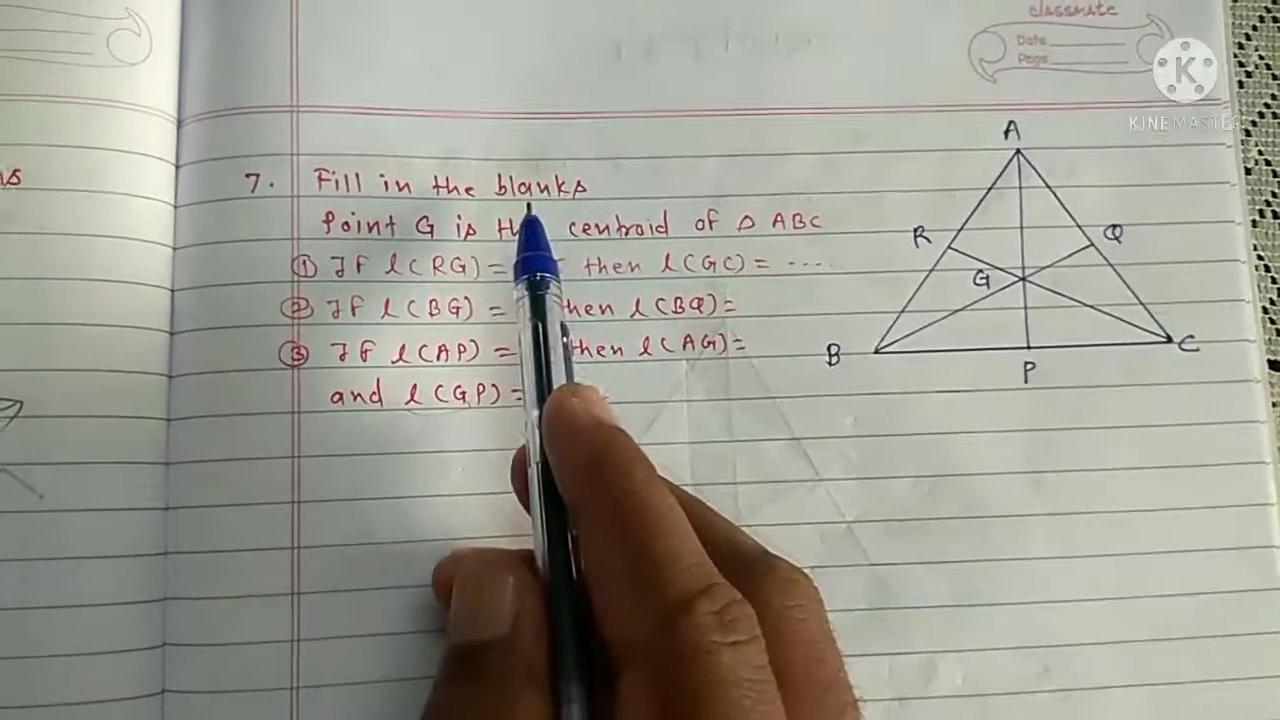 classmate
Date
Page
K
KINEMASTER
7. Fill in the blanks
Point G is centroid of △ ABC
① If l(RG) = then l(GC) = ....
② If l(BG) = then l(BQ) =
③ If l(AP) = then l(AG) =
and l(GP) =
A
R
Q
G
B
C
P